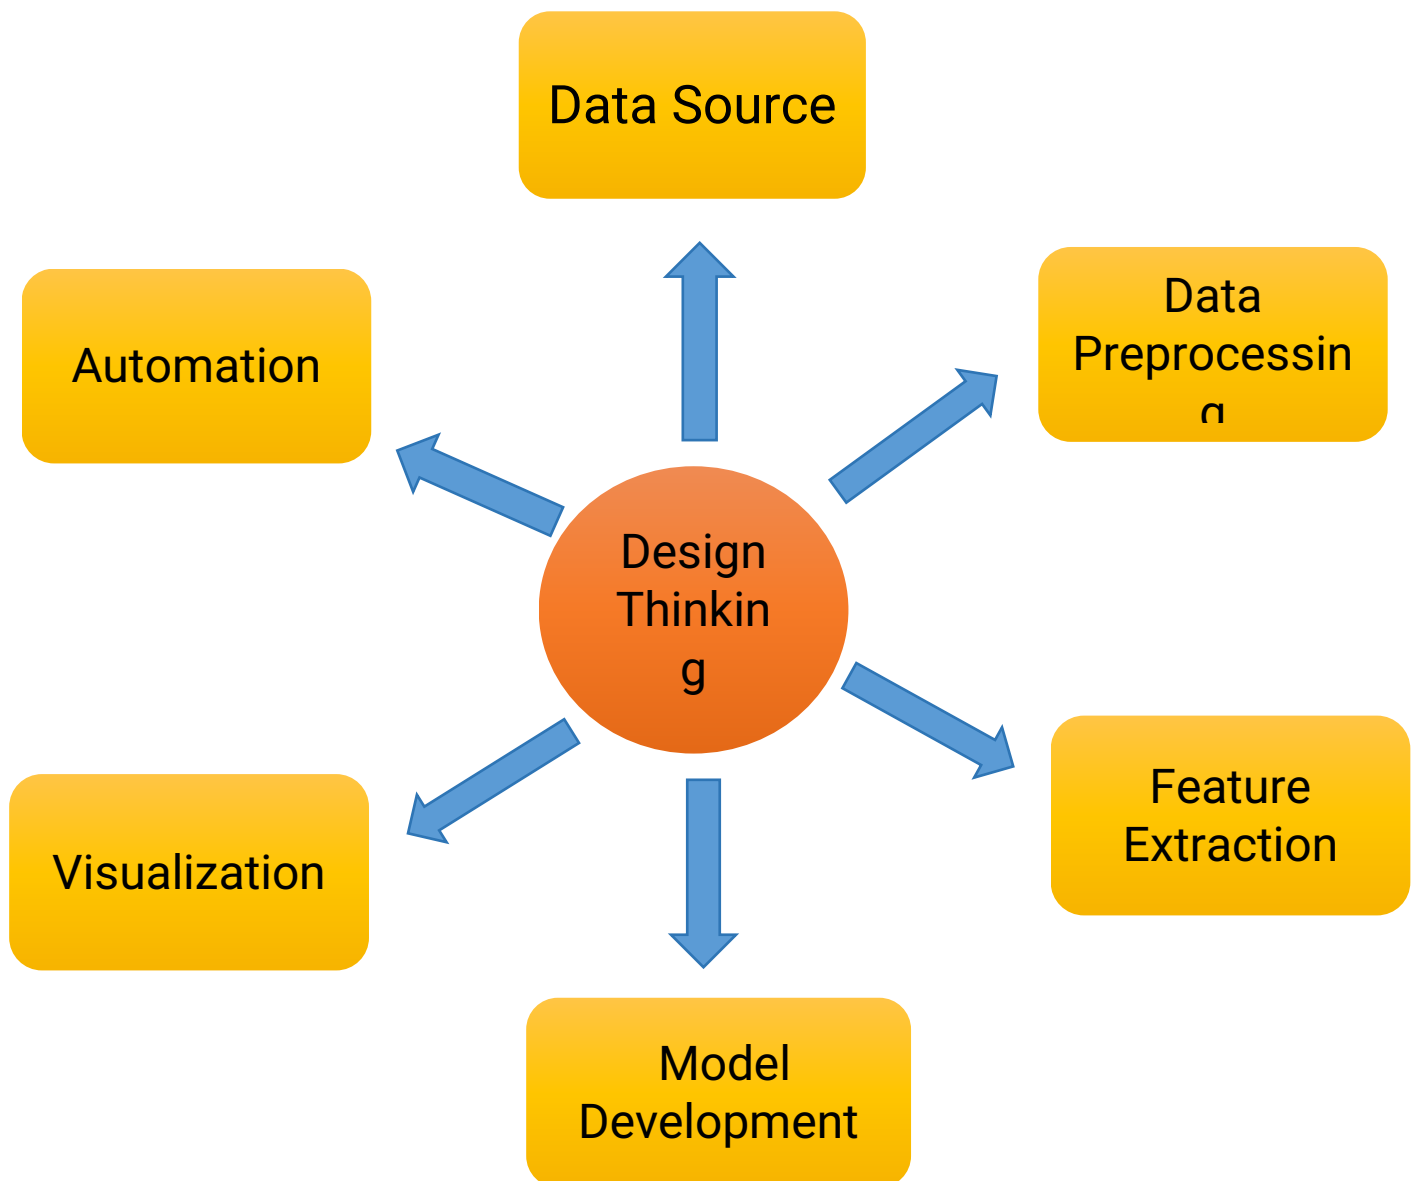 Data Source
Data
Preprocessin
g
Automation
Design
Thinkin
g
Feature
Extraction
Visualization
Model
Development